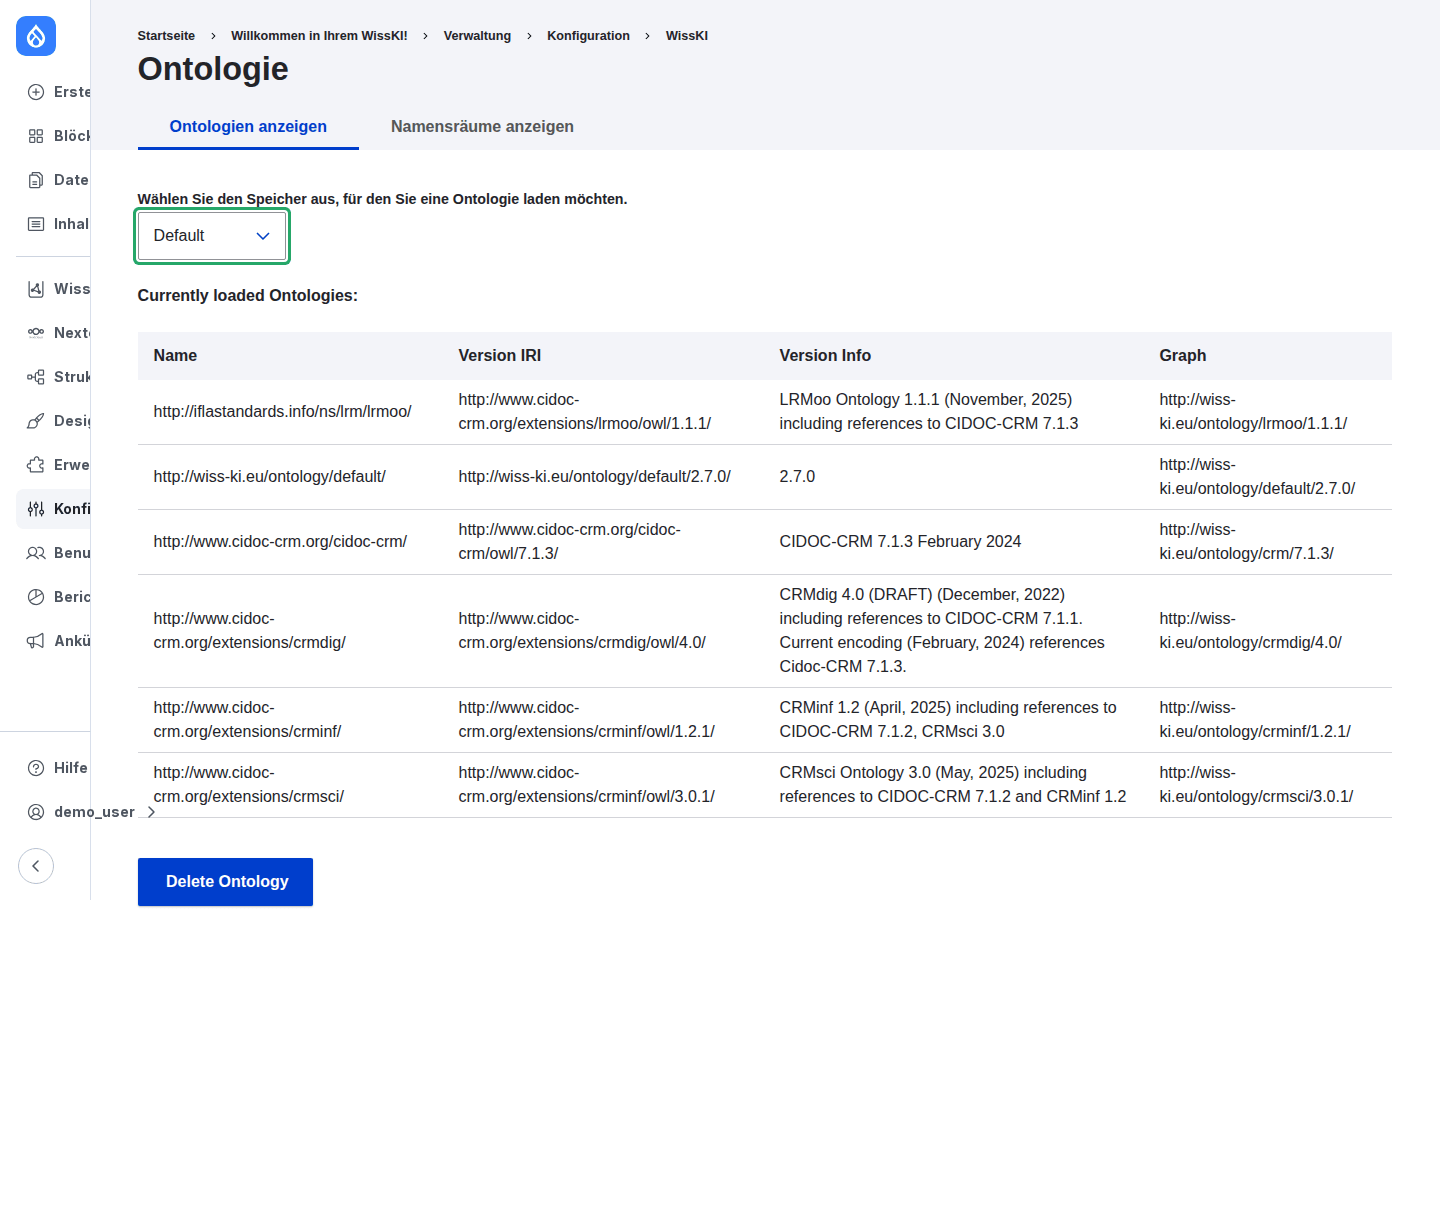 Startseite
Willkommen in Ihrem WissKI!
Verwaltung
Konfiguration
WissKI
Ontologie
Ontologien anzeigen
Namensräume anzeigen
Erste
Blöck
Date
Inhal
Wiss
Nexte
Struk
Desig
Erwe
Konfi
Benu
Beric
Ankü
Hilfe
demo_user
Wählen Sie den Speicher aus, für den Sie eine Ontologie laden möchten.
Default
Currently loaded Ontologies:
Name Version IRI Version Info Graph
http://iflastandards.info/ns/lrm/lrmoo/
http://www.cidoc-
crm.org/extensions/lrmoo/owl/1.1.1/
LRMoo Ontology 1.1.1 (November, 2025)
including references to CIDOC-CRM 7.1.3
http://wiss-
ki.eu/ontology/lrmoo/1.1.1/
http://wiss-ki.eu/ontology/default/
http://wiss-ki.eu/ontology/default/2.7.0/
2.7.0
http://wiss-
ki.eu/ontology/default/2.7.0/
http://www.cidoc-crm.org/cidoc-crm/
http://www.cidoc-crm.org/cidoc-
crm/owl/7.1.3/
CIDOC-CRM 7.1.3 February 2024
http://wiss-
ki.eu/ontology/crm/7.1.3/
http://www.cidoc-
crm.org/extensions/crmdig/
http://www.cidoc-
crm.org/extensions/crmdig/owl/4.0/
CRMdig 4.0 (DRAFT) (December, 2022)
including references to CIDOC-CRM 7.1.1.
Current encoding (February, 2024) references
Cidoc-CRM 7.1.3.
http://wiss-
ki.eu/ontology/crmdig/4.0/
http://www.cidoc-
crm.org/extensions/crminf/
http://www.cidoc-
crm.org/extensions/crminf/owl/1.2.1/
CRMinf 1.2 (April, 2025) including references to
CIDOC-CRM 7.1.2, CRMsci 3.0
http://wiss-
ki.eu/ontology/crminf/1.2.1/
http://www.cidoc-
crm.org/extensions/crmsci/
http://www.cidoc-
crm.org/extensions/crminf/owl/3.0.1/
CRMsci Ontology 3.0 (May, 2025) including
references to CIDOC-CRM 7.1.2 and CRMinf 1.2
http://wiss-
ki.eu/ontology/crmsci/3.0.1/
Delete Ontology